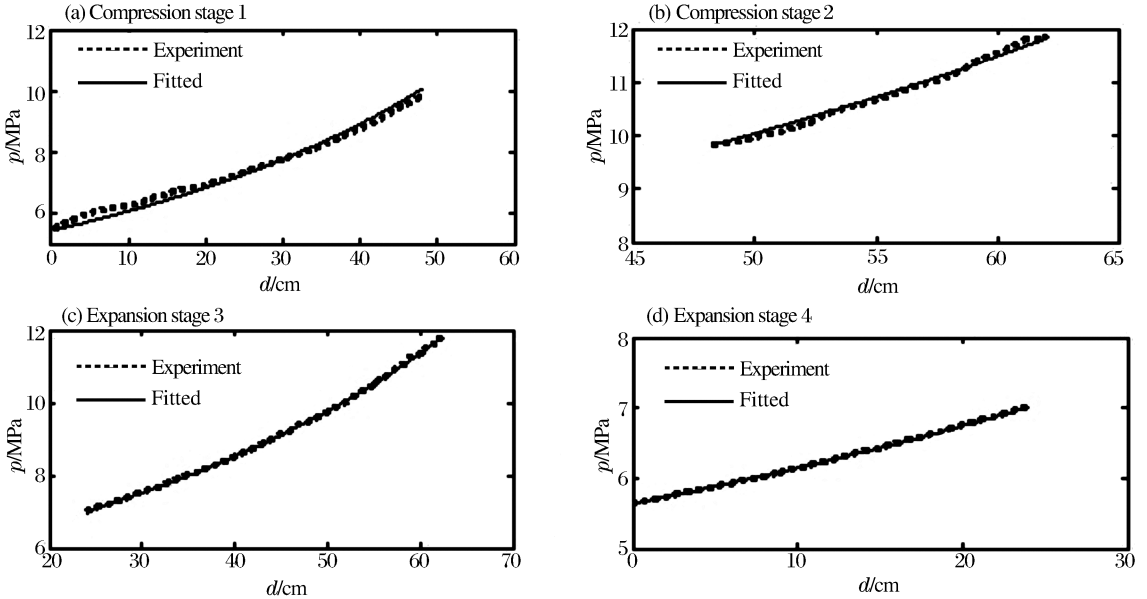 (a) Compression stage 1
12
10
8
6
Experiment
Fitted
p/MPa
0 10 20 30 40 50 60
d/cm
(b) Compression stage 2
12
11
10
9
8
Experiment
Fitted
p/MPa
45 50 55 60 65
d/cm
(c) Expansion stage 3
12
10
8
6
Experiment
Fitted
p/MPa
20 30 40 50 60 70
d/cm
(d) Expansion stage 4
8
7
6
5
Experiment
Fitted
p/MPa
0 10 20 30
d/cm